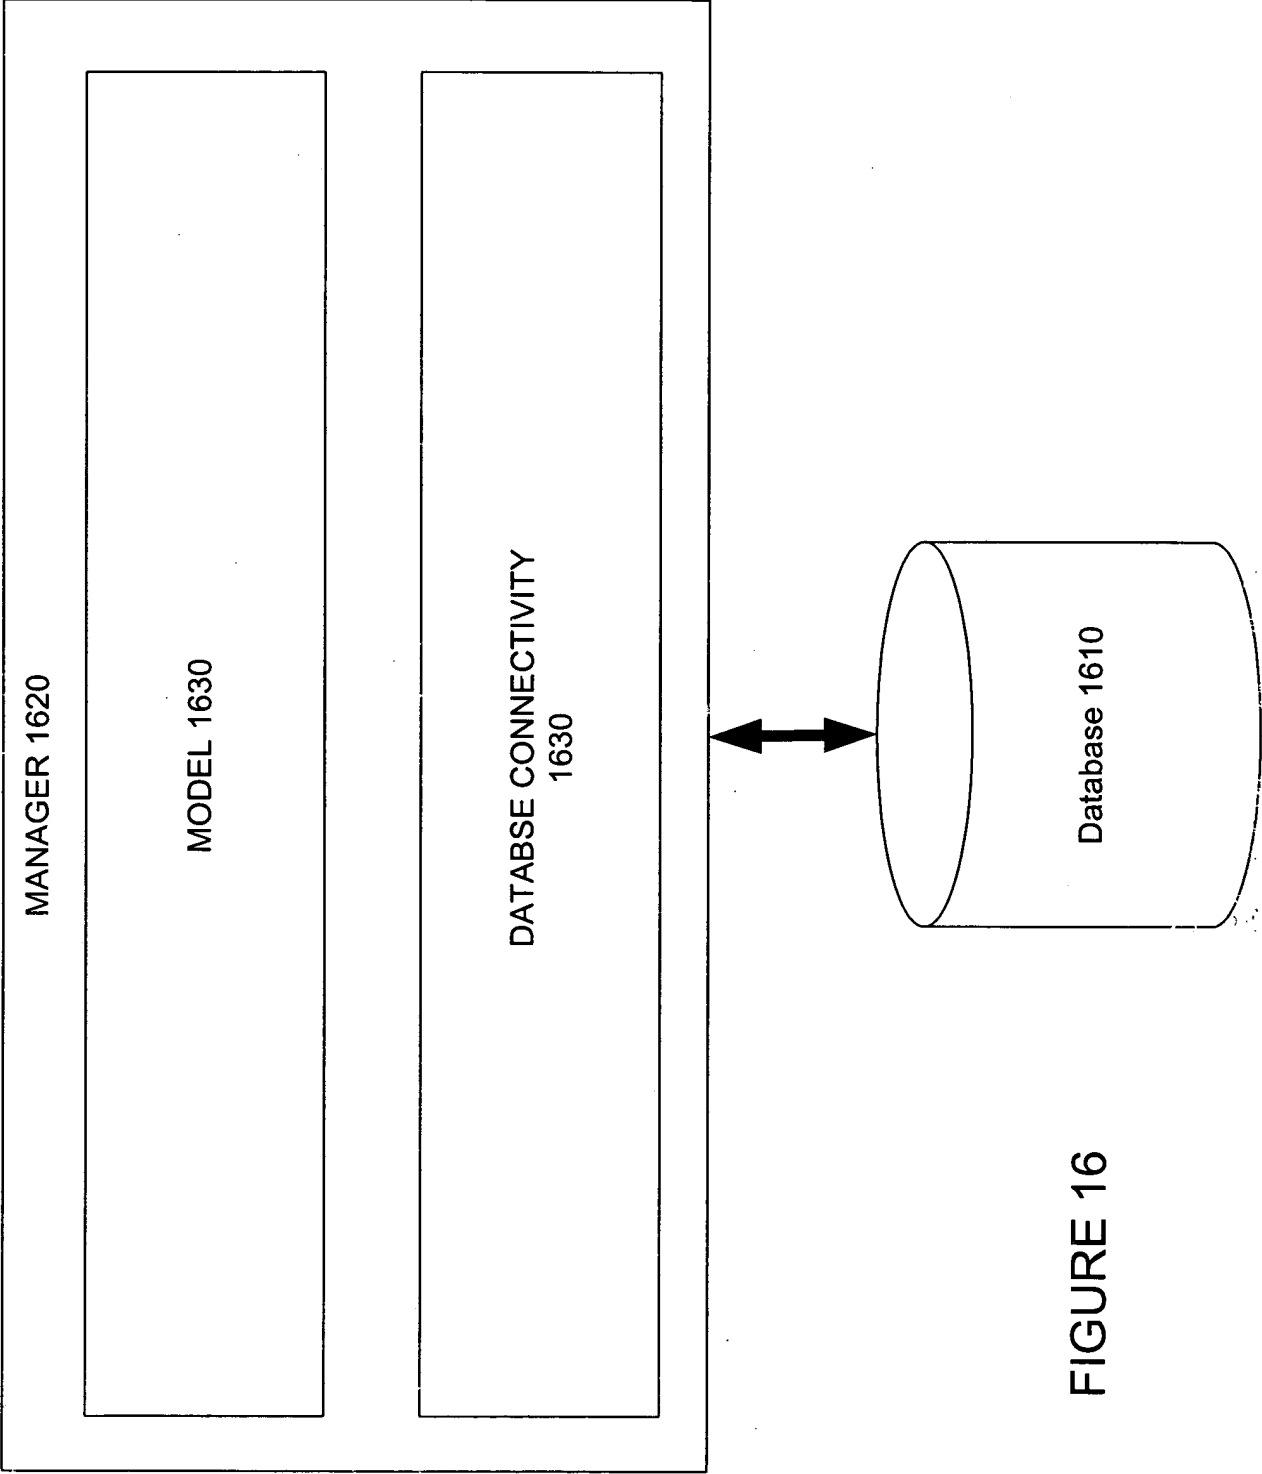 MANAGER 1620
MODEL 1630
DATABSE CONNECTIVITY
1630
Database 1610
FIGURE 16